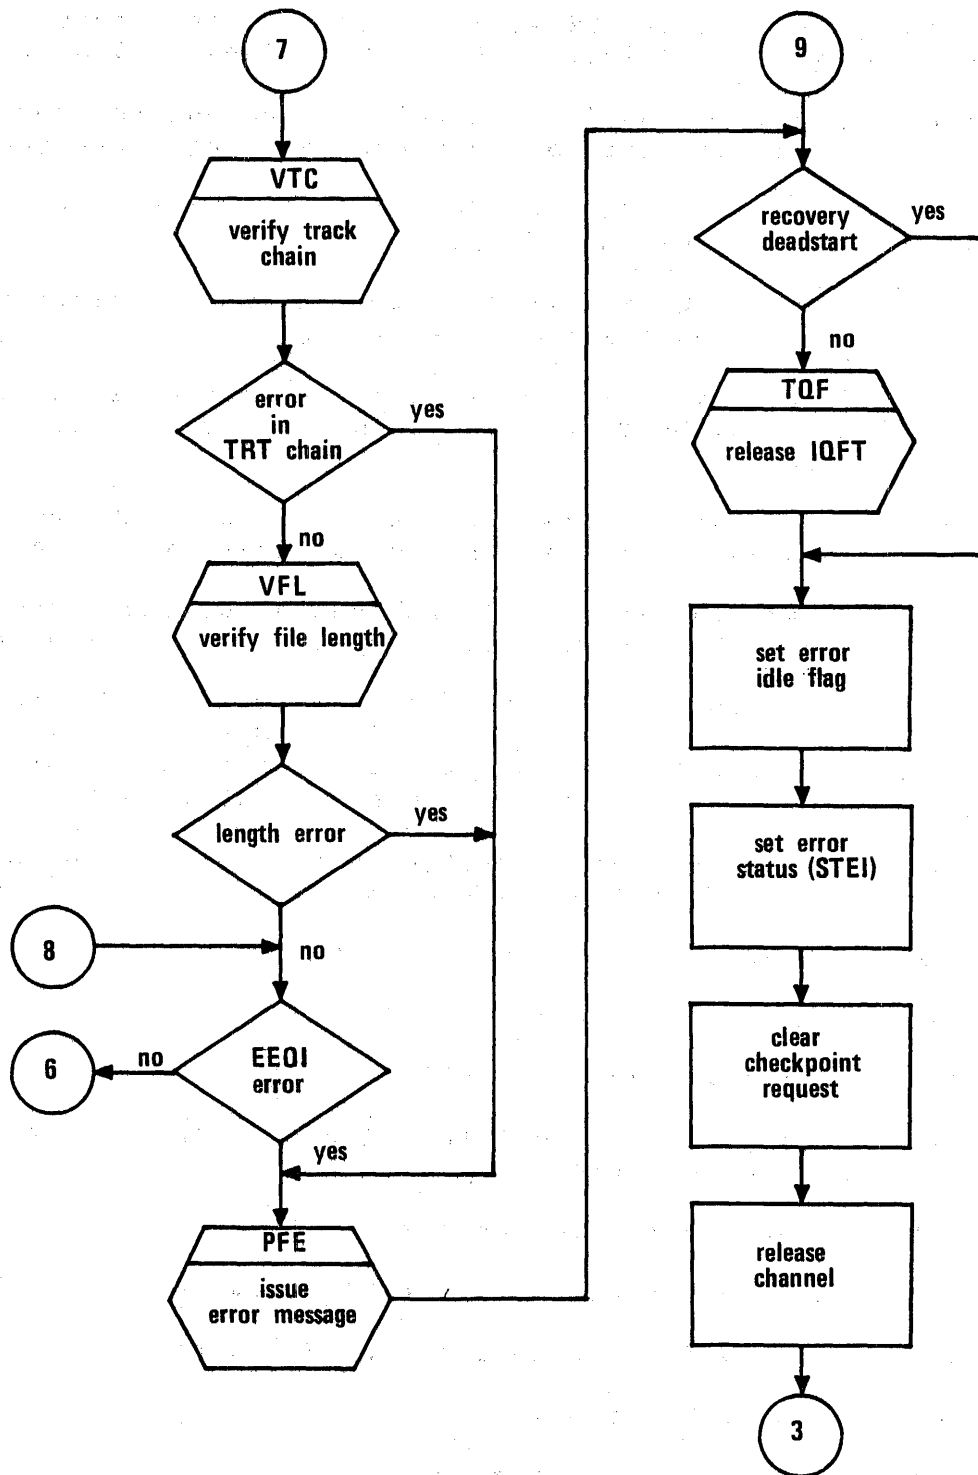 7
VTC
verify track
chain
error
in
TRT chain
yes
no
VFL
verify file length
length error
yes
8
no
EEOI
error
no
6
yes
PFE
issue
error message
9
recovery
deadstart
yes
no
TQF
release IQFT
set error
idle flag
set error
status (STEI)
clear
checkpoint
request
release
channel
3